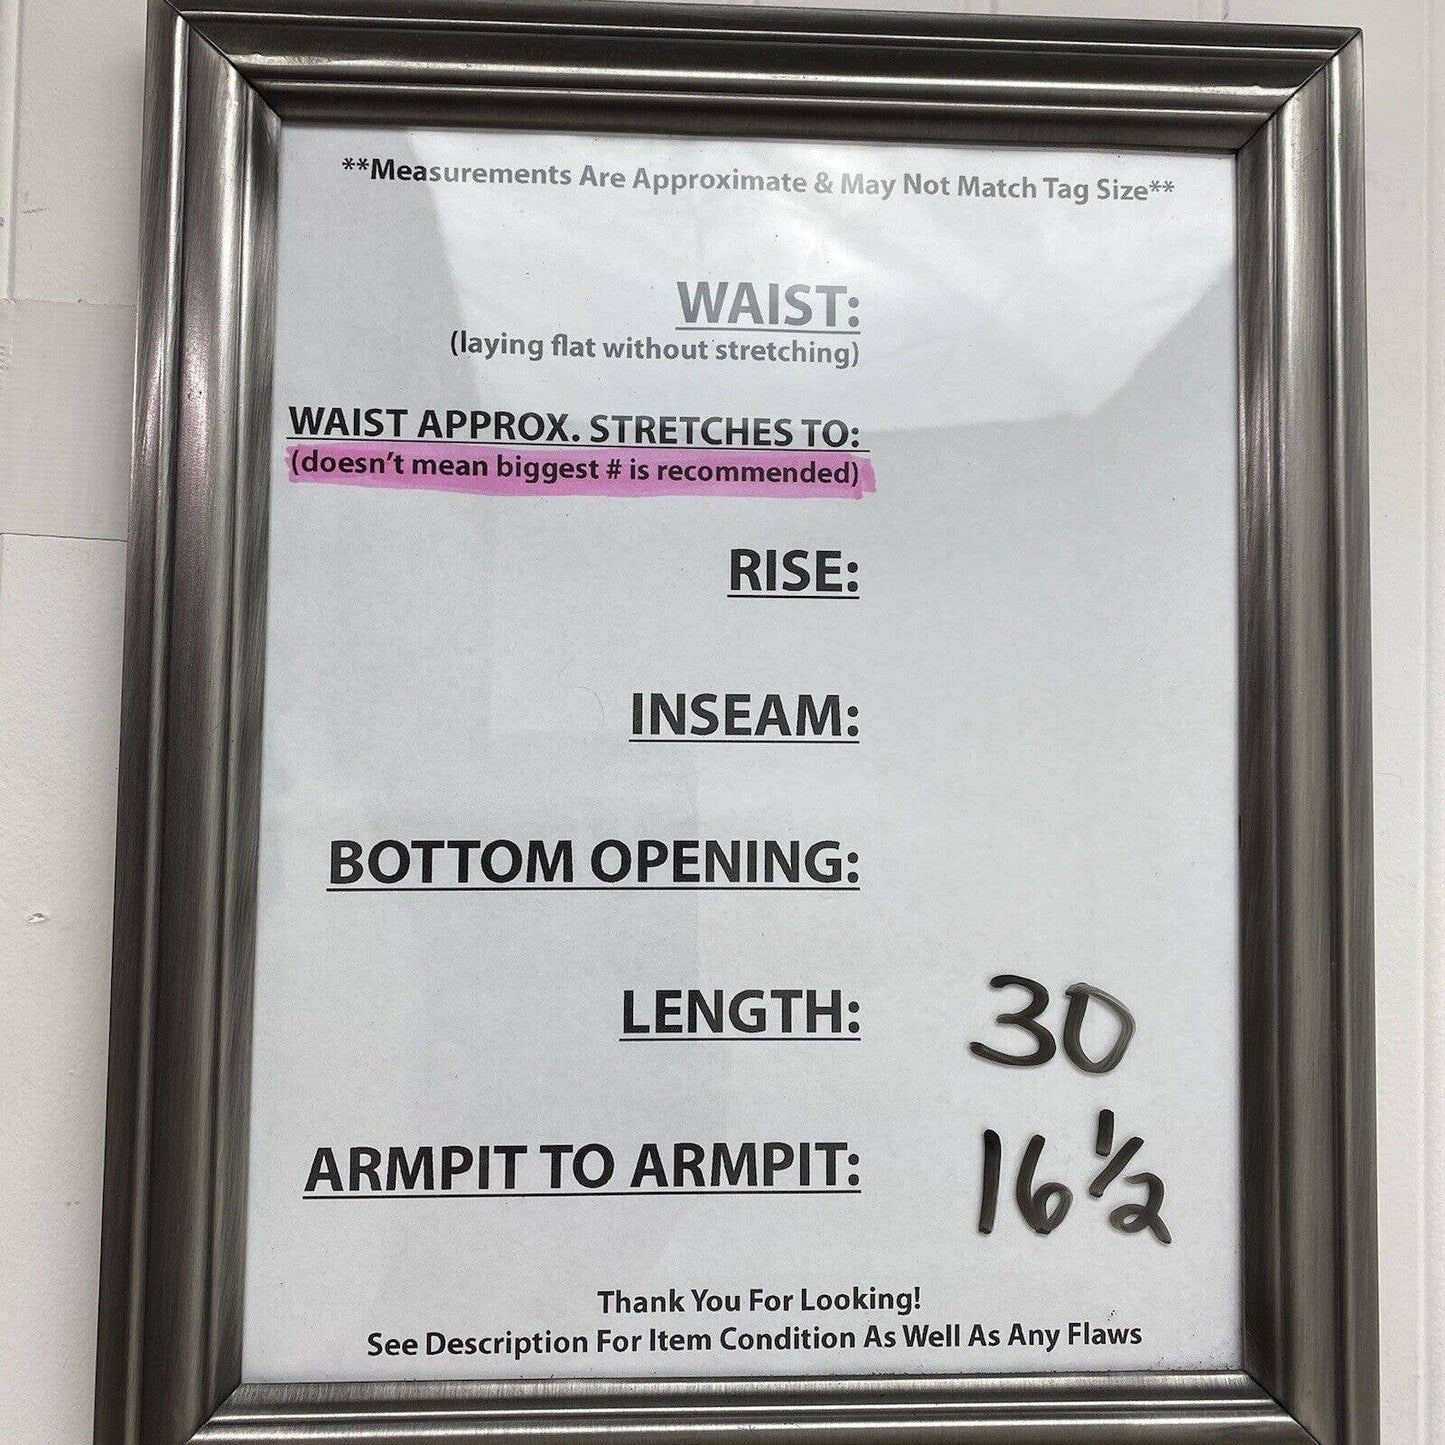 **Measurements Are Approximate & May Not Match Tag Size**
WAIST:
(laying flat without stretching)
WAIST APPROX. STRETCHES TO:
(doesn't mean biggest # is recommended)
RISE:
INSEAM:
BOTTOM OPENING:
LENGTH: 30
ARMPIT TO ARMPIT: 16 1/2
Thank You For Looking!
See Description For Item Condition As Well As Any Flaws